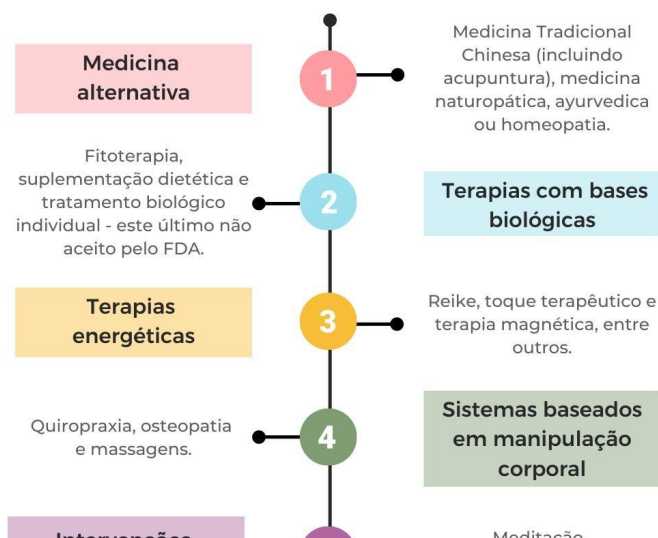 Medicina
alternativa
1
Medicina Tradicional
Chinesa (incluindo
acupuntura), medicina
naturopática, ayurvedica
ou homeopatia.
Fitoterapia,
suplementação dietética e
tratamento biológico
individual - este último não
aceito pelo FDA.
2
Terapias com bases
biológicas
Terapias
energéticas
3
Reike, toque terapêutico e
terapia magnética, entre
outros.
Quiropraxia, osteopatia
e massagens.
4
Sistemas baseados
em manipulação
corporal
Intervenções
Meditação